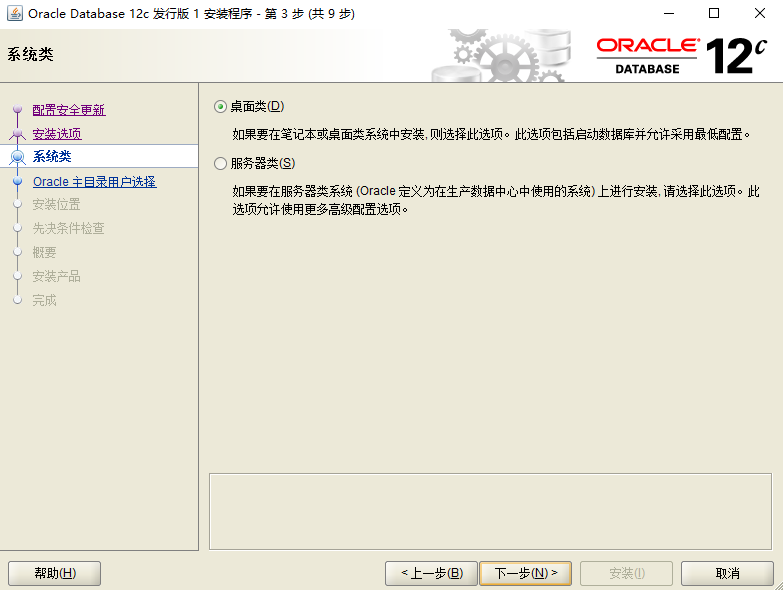 Oracle Database 12c 发行版 1 安装程序 - 第 3 步 (共 9 步)
系统类
ORACLE®
DATABASE
12c
配置安全更新
安装选项
系统类
Oracle 主目录用户选择
安装位置
先决条件检查
概要
安装产品
完成
桌面类(D)
如果要在笔记本或桌面类系统中安装, 则选择此选项。此选项包括启动数据库并允许采用最低配置。
服务器类(S)
如果要在服务器类系统 (Oracle 定义为在生产数据中心中使用的系统) 上进行安装, 请选择此选项。此
选项允许使用更多高级配置选项。
帮助(H)
< 上一步(B)
下一步(N) >
安装(I)
取消